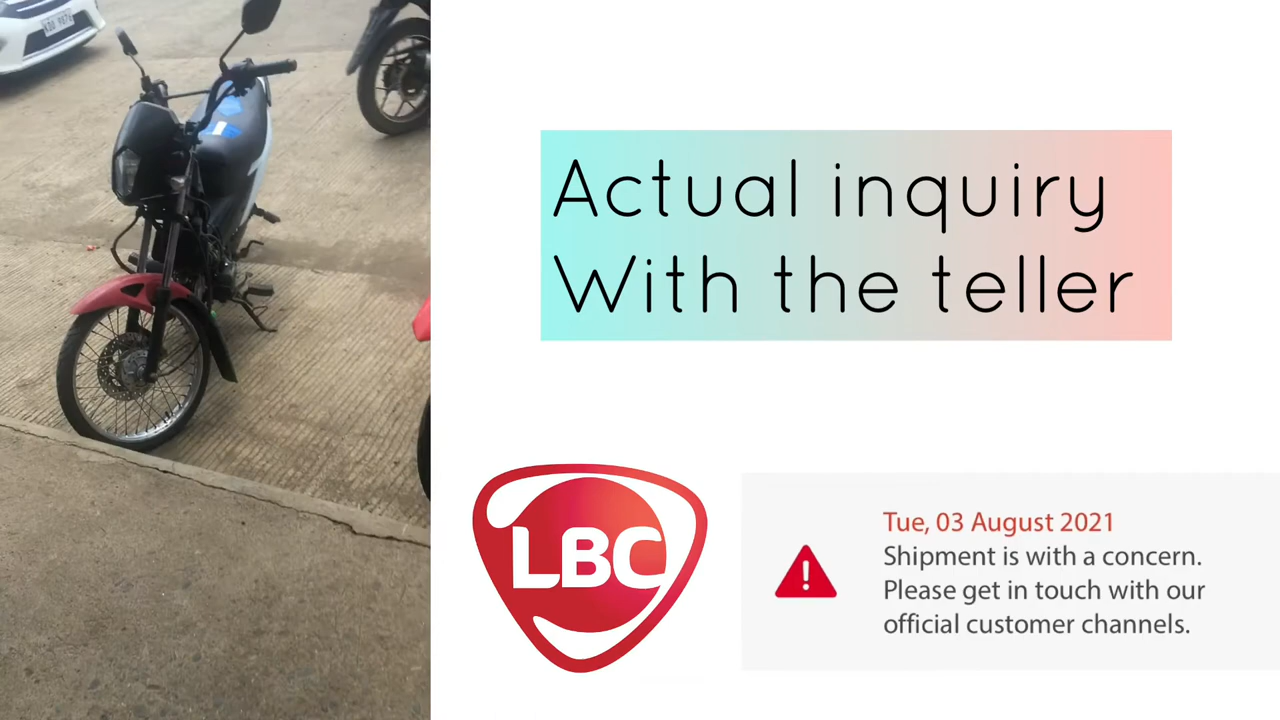 Actual inquiry
With the teller
LBC
Tue, 03 August 2021
Shipment is with a concern.
Please get in touch with our
official customer channels.